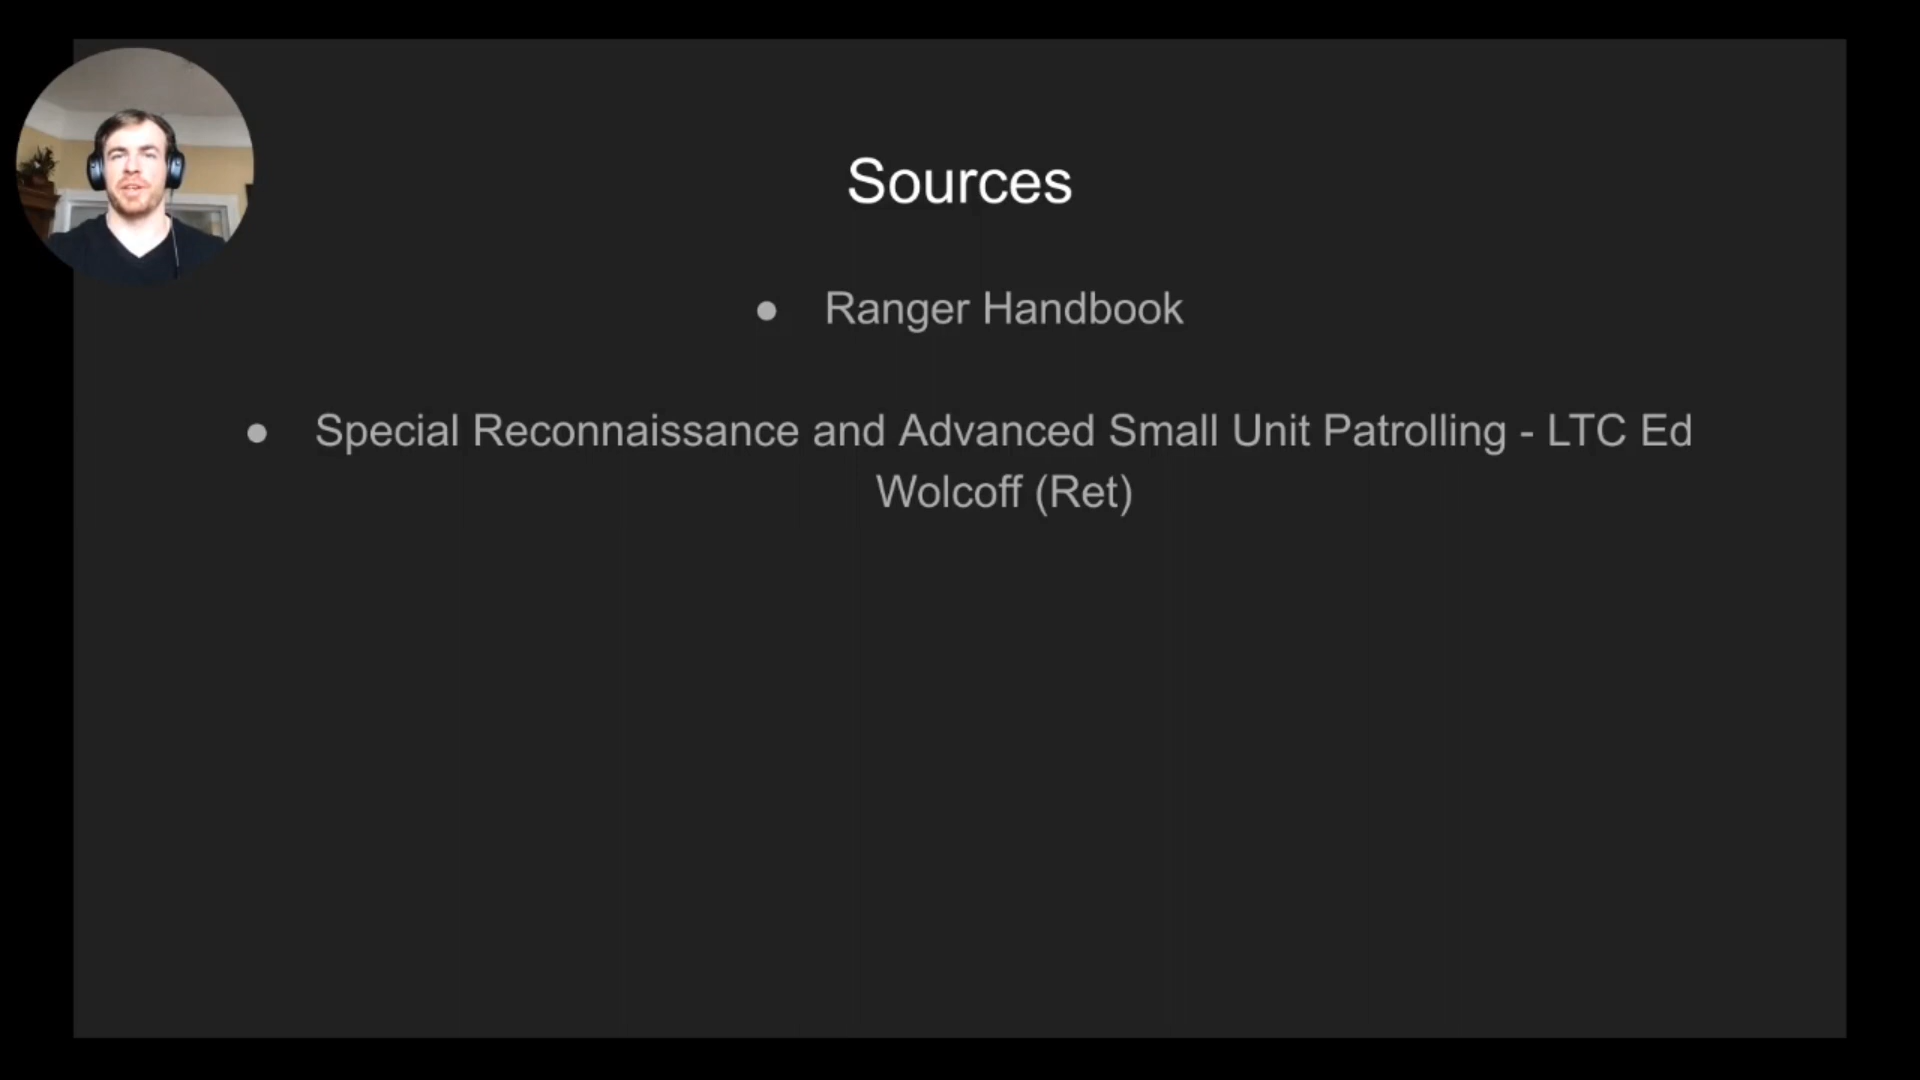 Sources
● Ranger Handbook
● Special Reconnaissance and Advanced Small Unit Patrolling - LTC Ed
Wolcoff (Ret)